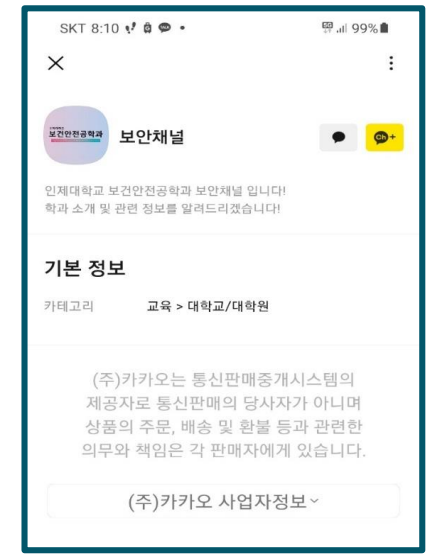 SKT 8:10
99%
인제대학교
보건안전공학과
보안채널
Ch+
인제대학교 보건안전공학과 보안채널 입니다!
학과 소개 및 관련 정보를 알려드리겠습니다!
기본 정보
카테고리 교육 > 대학교/대학원
(주)카카오는 통신판매중개시스템의
제공자로 통신판매의 당사자가 아니며
상품의 주문, 배송 및 환불 등과 관련한
의무와 책임은 각 판매자에게 있습니다.
(주)카카오 사업자정보